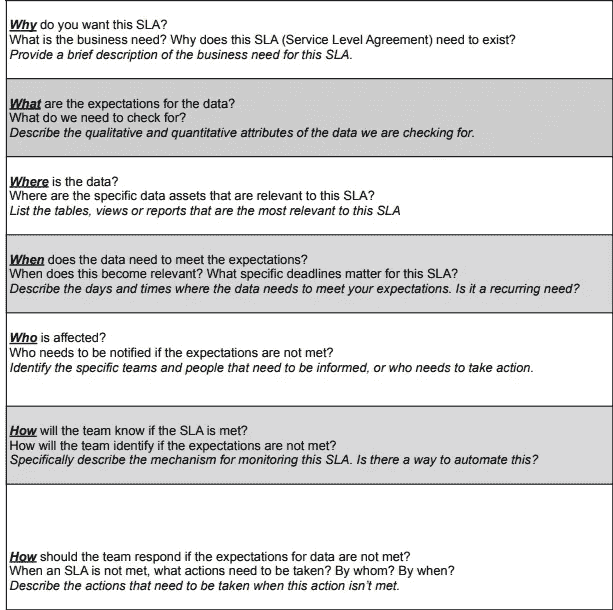 Why do you want this SLA?
What is the business need? Why does this SLA (Service Level Agreement) need to exist?
Provide a brief description of the business need for this SLA.
What are the expectations for the data?
What do we need to check for?
Describe the qualitative and quantitative attributes of the data we are checking for.
Where is the data?
Where are the specific data assets that are relevant to this SLA?
List the tables, views or reports that are the most relevant to this SLA
When does the data need to meet the expectations?
When does this become relevant? What specific deadlines matter for this SLA?
Describe the days and times where the data needs to meet your expectations. Is it a recurring need?
Who is affected?
Who needs to be notified if the expectations are not met?
Identify the specific teams and people that need to be informed, or who needs to take action.
How will the team know if the SLA is met?
How will the team identify if the expectations are not met?
Specifically describe the mechanism for monitoring this SLA. Is there a way to automate this?
How should the team respond if the expectations for data are not met?
When an SLA is not met, what actions need to be taken? By whom? By when?
Describe the actions that need to be taken when this action isn't met.